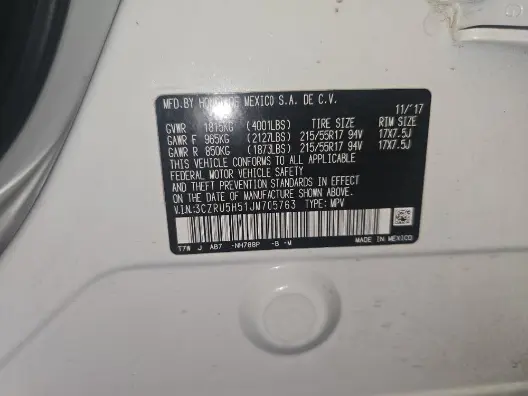 MFD.BY HONDA DE MEXICO S.A. DE C.V. 11/'17
GVWR 1815KG (4001LBS) TIRE SIZE RIM SIZE
GAWR F 965KG (2127LBS) 215/55R17 94V 17X7.5J
GAWR R 850KG (1873LBS) 215/55R17 94V 17X7.5J
THIS VEHICLE CONFORMS TO ALL APPLICABLE
FEDERAL MOTOR VEHICLE SAFETY
AND THEFT PREVENTION STANDARDS IN EFFECT
ON THE DATE OF MANUFACTURE SHOWN ABOVE.
V.I.N.:3CZRU5H51JM705763 TYPE: MPV
T7W J AB7 -NH788P -B -M MADE IN MEXICO